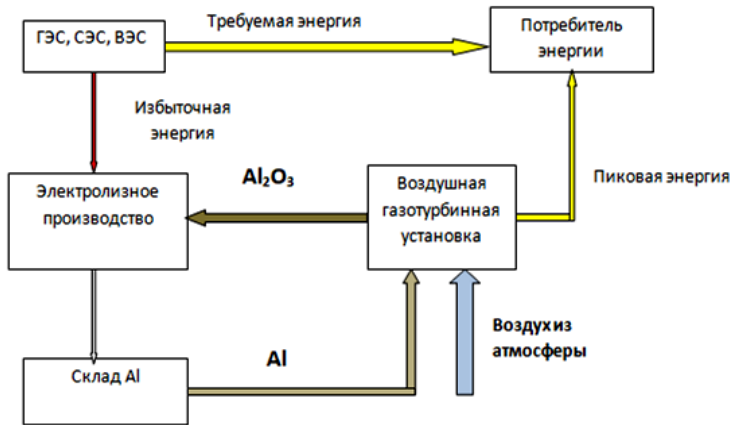 ГЭС, СЭС, ВЭС
Требуемая энергия
Потребитель
энергии
Избыточная
энергия
Электролизное
производство
Al₂O₃
Воздушная
газотурбинная
установка
Пиковая энергия
Воздух из
атмосферы
Склад Al
Al